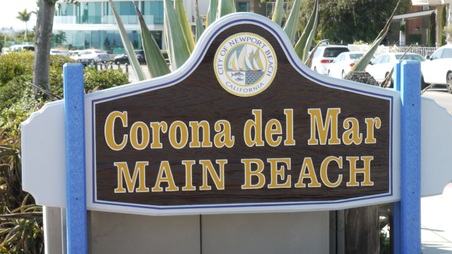 CITY OF NEWPORT BEACH
CALIFORNIA
Corona del Mar
MAIN BEACH